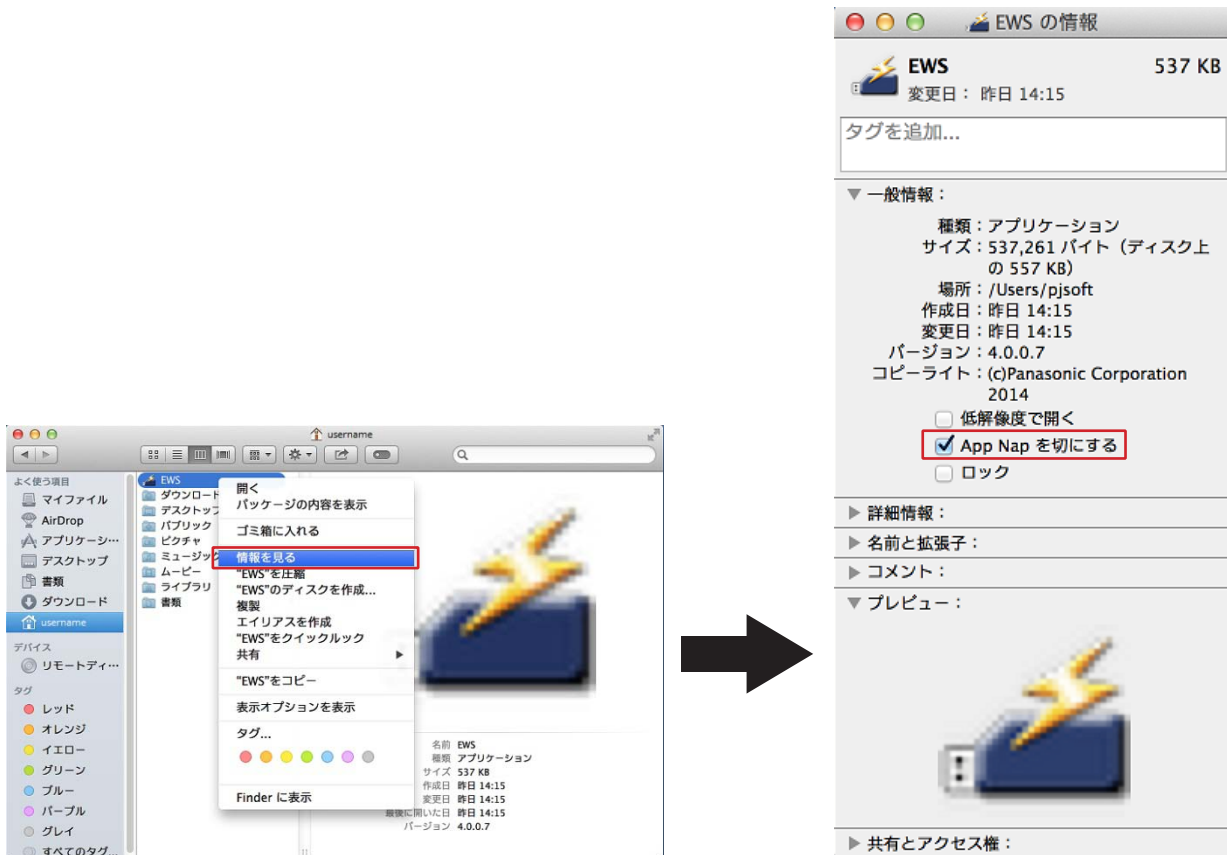 username
よく使う項目
マイファイル
AirDrop
アプリケーシ…
デスクトップ
書類
ダウンロード
username
デバイス
リモートディ…
タグ
レッド
オレンジ
イエロー
グリーン
ブルー
パープル
グレイ
すべてのタグ...
EWS
ダウンロード
デスクトップ
パブリック
ピクチャ
ミュージック
ムービー
ライブラリ
書類
開く
パッケージの内容を表示
ゴミ箱に入れる
情報を見る
"EWS"を圧縮
"EWS"のディスクを作成...
複製
エイリアスを作成
"EWS"をクイックルック
共有
"EWS"をコピー
表示オプションを表示
タグ...
Finder に表示
名前 EWS
種類 アプリケーション
サイズ 537 KB
作成日 昨日 14:15
変更日 昨日 14:15
最後に開いた日 昨日 14:15
バージョン 4.0.0.7
EWS の情報
EWS 537 KB
変更日： 昨日 14:15
タグを追加...
一般情報：
種類：アプリケーション
サイズ：537,261 バイト（ディスク上
の 557 KB）
場所：/Users/pjsoft
作成日：昨日 14:15
変更日：昨日 14:15
バージョン：4.0.0.7
コピーライト：(c)Panasonic Corporation
2014
低解像度で開く
App Nap を切にする
ロック
詳細情報：
名前と拡張子：
コメント：
プレビュー：
共有とアクセス権：